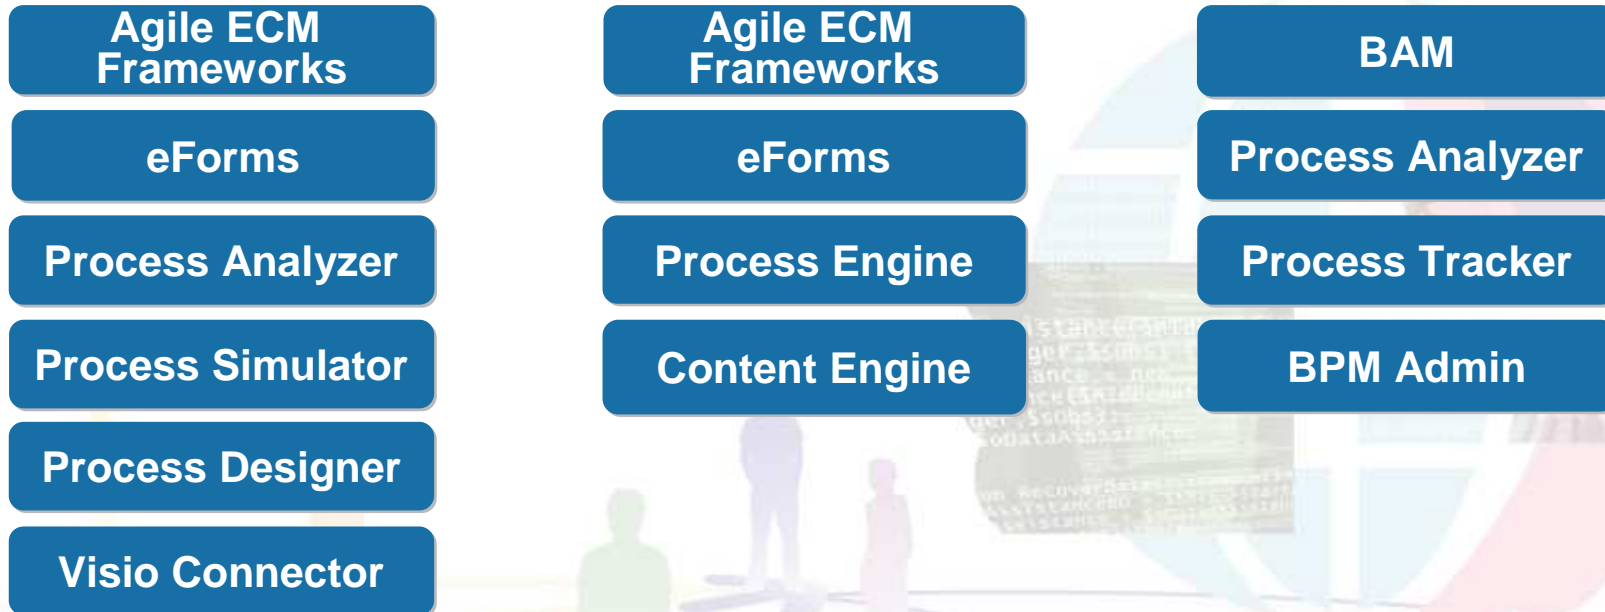 Agile ECM
Frameworks
eForms
Process Analyzer
Process Simulator
Process Designer
Visio Connector
Agile ECM
Frameworks
eForms
Process Engine
Content Engine
BAM
Process Analyzer
Process Tracker
BPM Admin